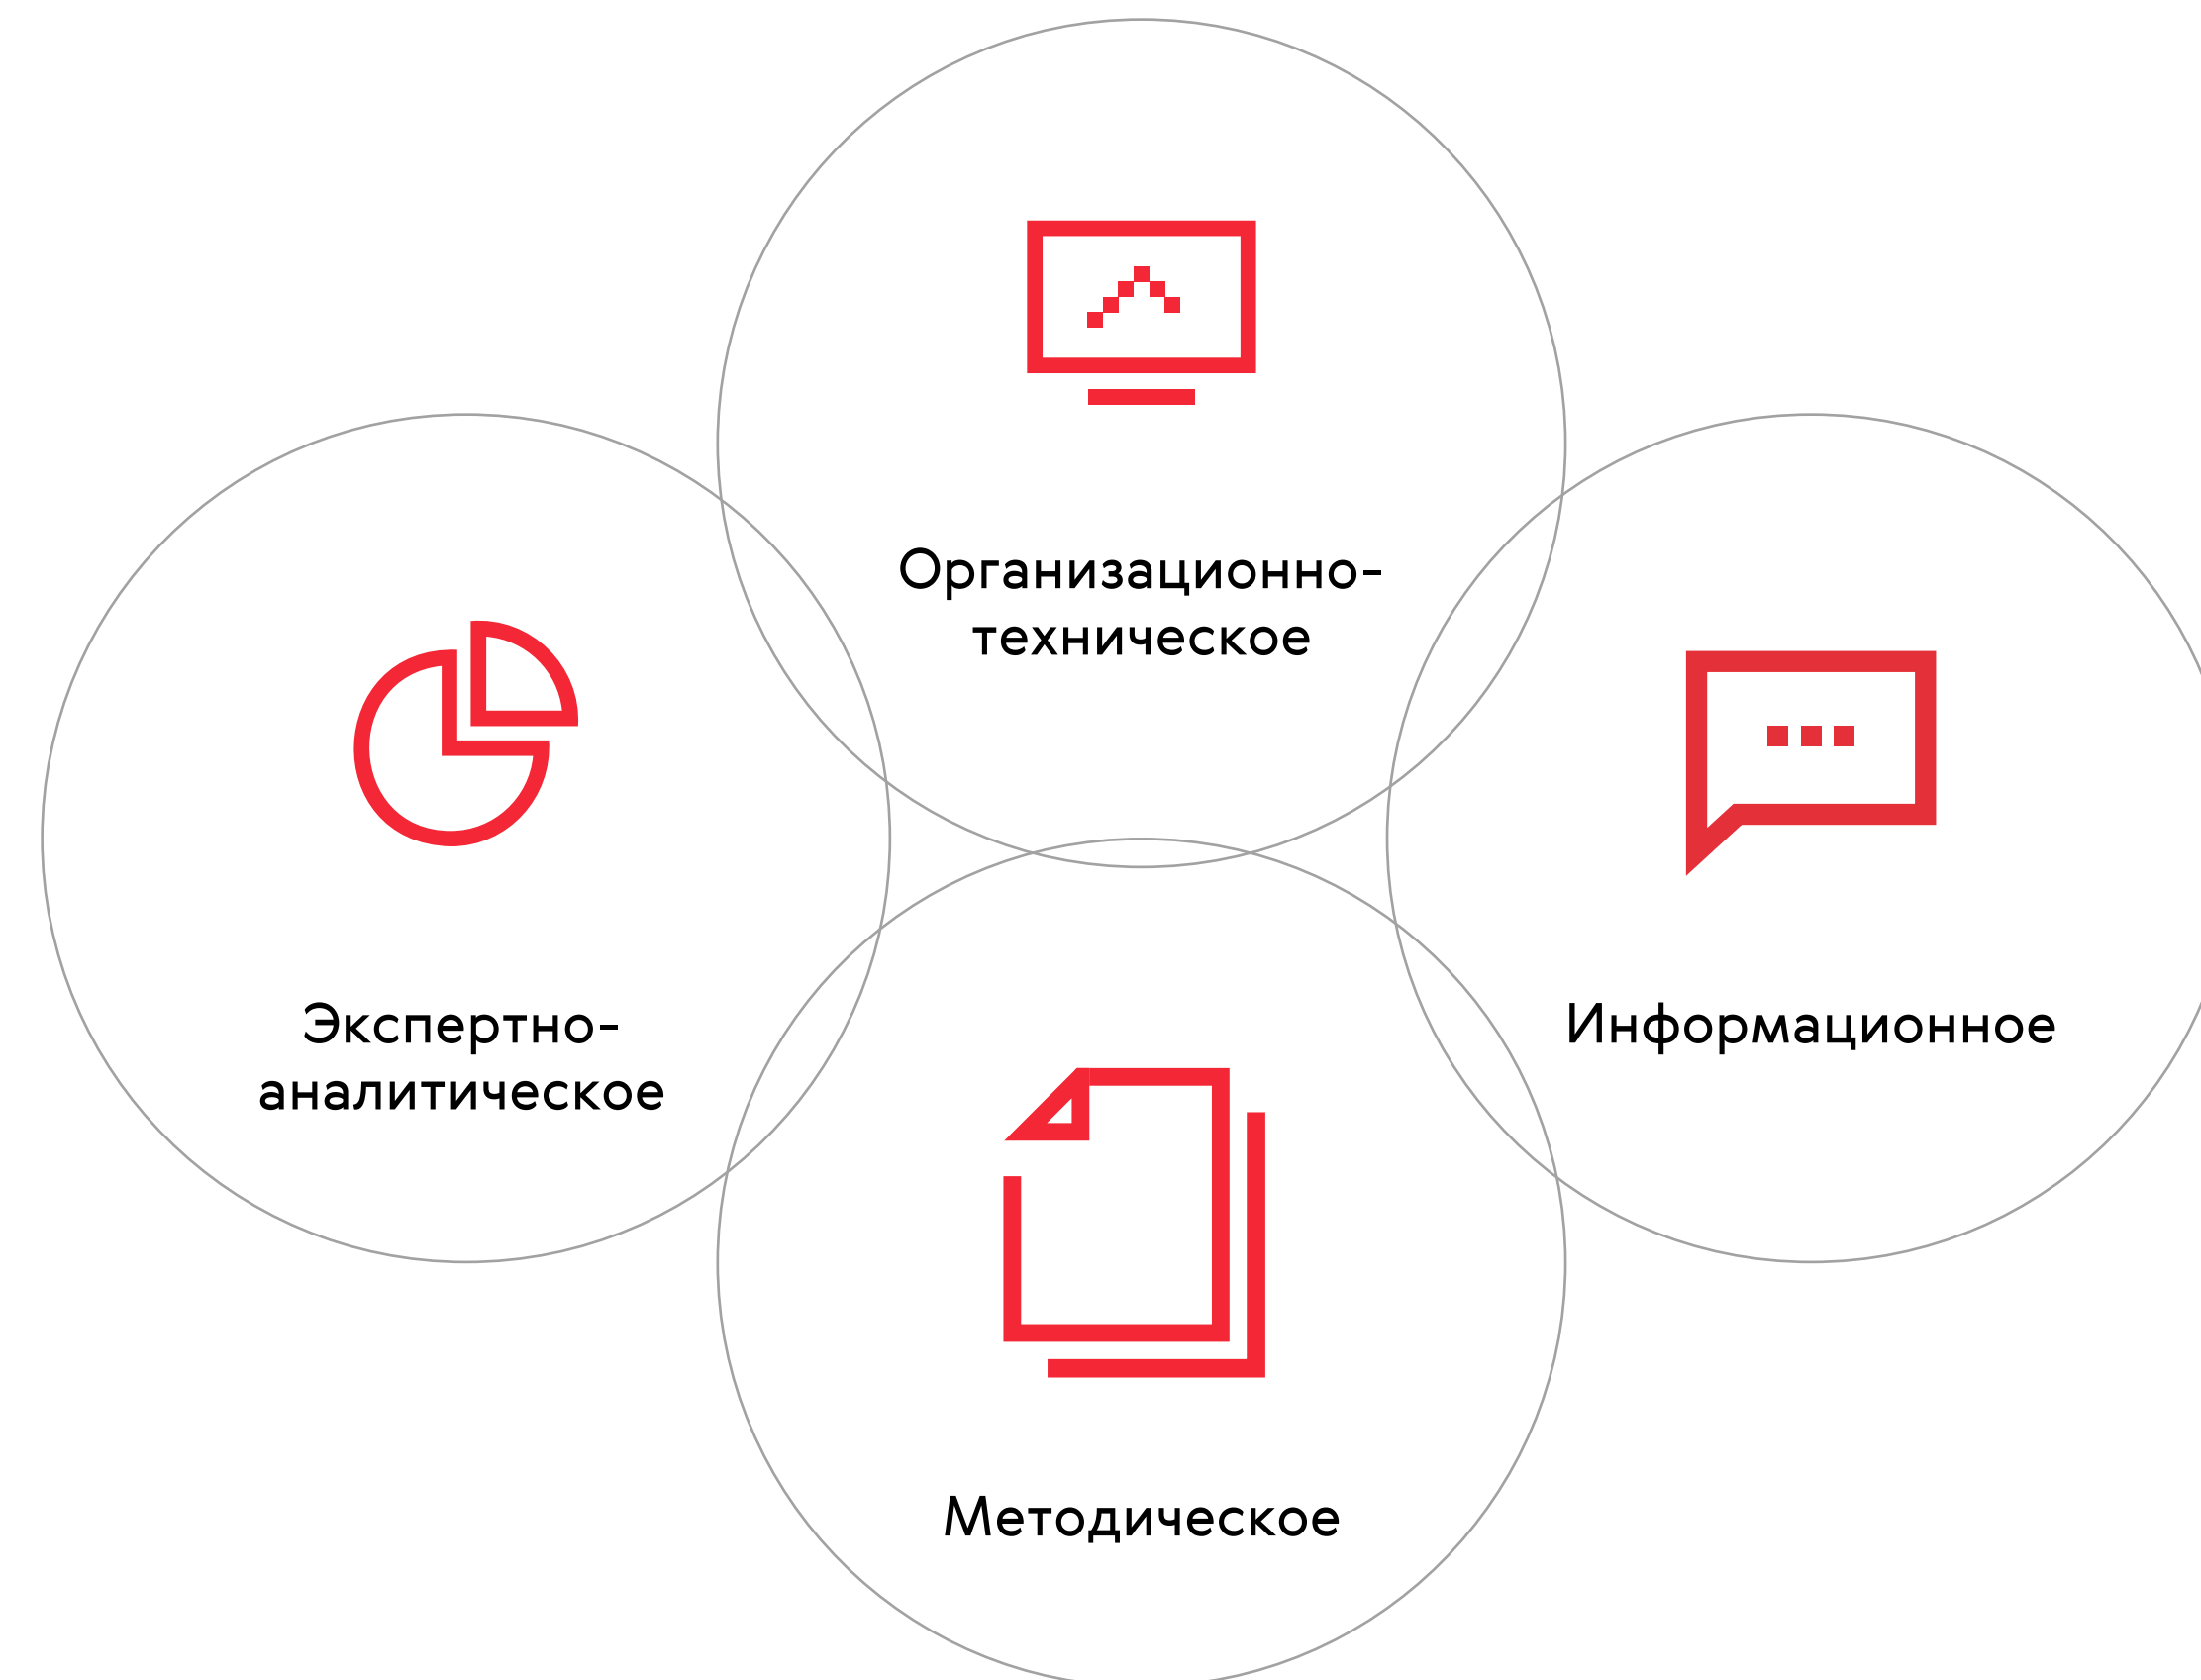 Организационно-
техническое
Экспертно-
аналитическое
Информационное
Методическое